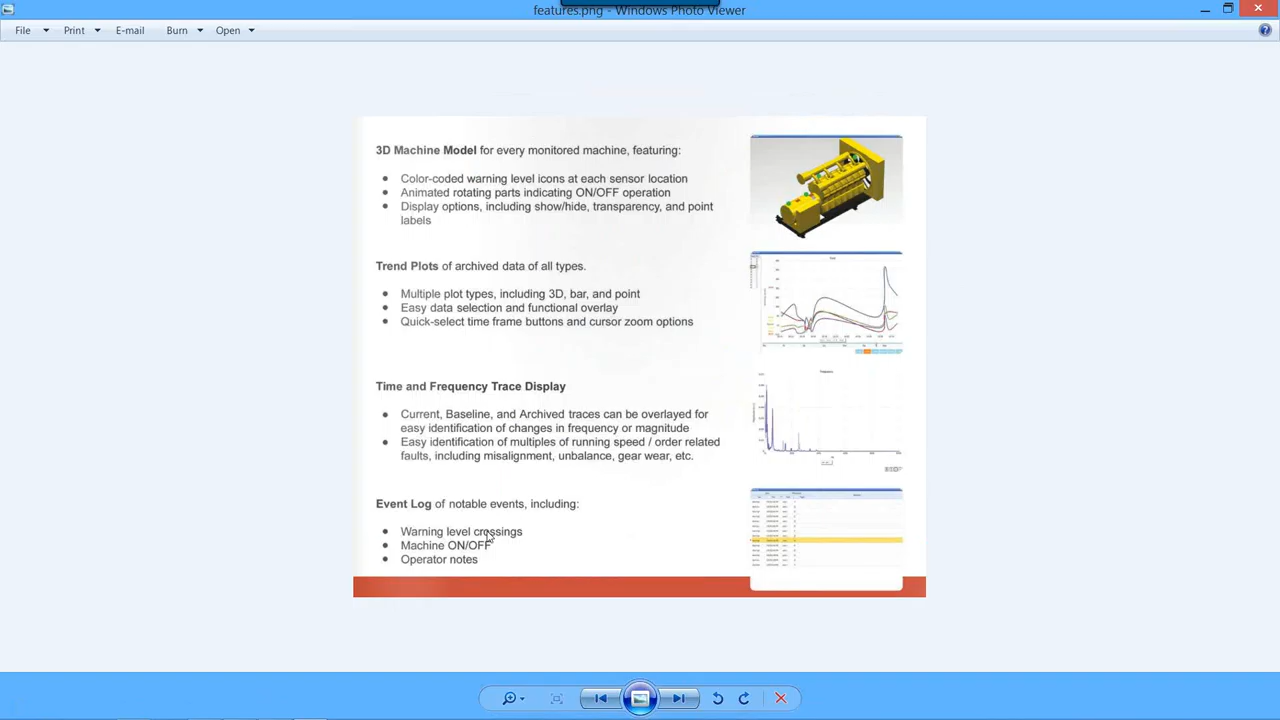 features.png - Windows Photo Viewer
File Print E-mail Burn Open
3D Machine Model for every monitored machine, featuring:
Color-coded warning level icons at each sensor location
Animated rotating parts indicating ON/OFF operation
Display options, including show/hide, transparency, and point
labels
Trend Plots of archived data of all types.
Multiple plot types, including 3D, bar, and point
Easy data selection and functional overlay
Quick-select time frame buttons and cursor zoom options
Time and Frequency Trace Display
Current, Baseline, and Archived traces can be overlayed for
easy identification of changes in frequency or magnitude
Easy identification of multiples of running speed / order related
faults, including misalignment, unbalance, gear wear, etc.
Event Log of notable events, including:
Warning level crossings
Machine ON/OFF
Operator notes